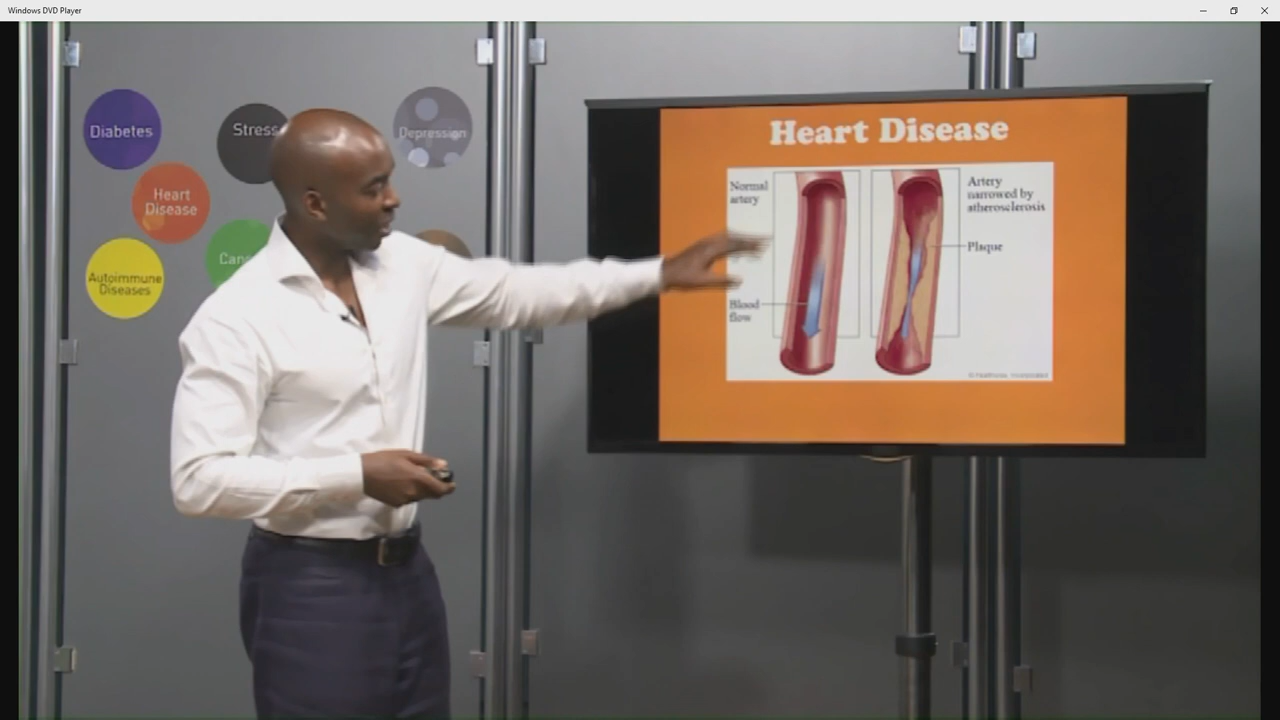 Windows DVD Player
Diabetes
Stress
Depression
Heart
Disease
Autoimmune
Diseases
Heart Disease
Normal
artery
Artery
narrowed by
atherosclerosis
Plaque
Blood
flow